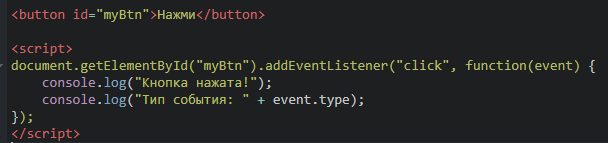 <button id="myBtn">Нажми</button>
<script>
document.getElementById("myBtn").addEventListener("click", function(event) {
    console.log("Кнопка нажата!");
    console.log("Тип события: " + event.type);
});
</script>